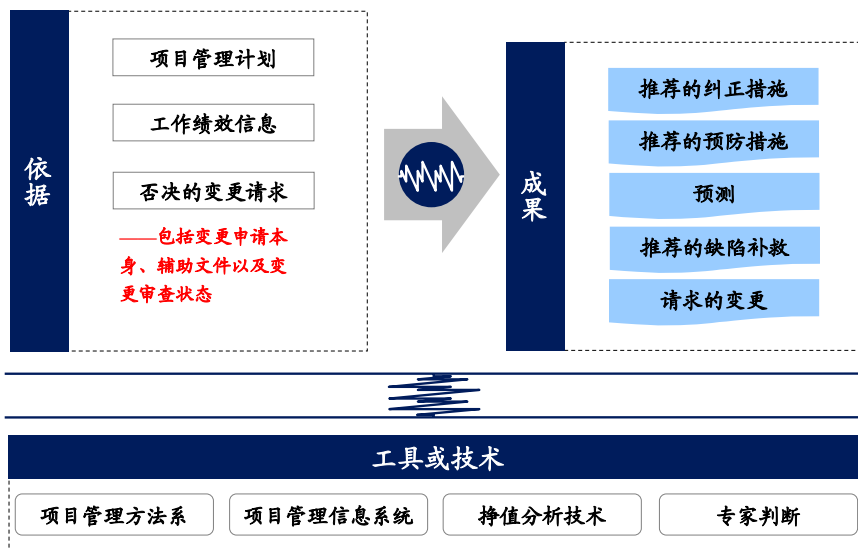 依据
项目管理计划
工作绩效信息
否决的变更请求
——包括变更申请本
身、辅助文件以及变
更审查状态
成果
推荐的纠正措施
推荐的预防措施
预测
推荐的缺陷补救
请求的变更
工具或技术
项目管理方法系
项目管理信息系统
挣值分析技术
专家判断